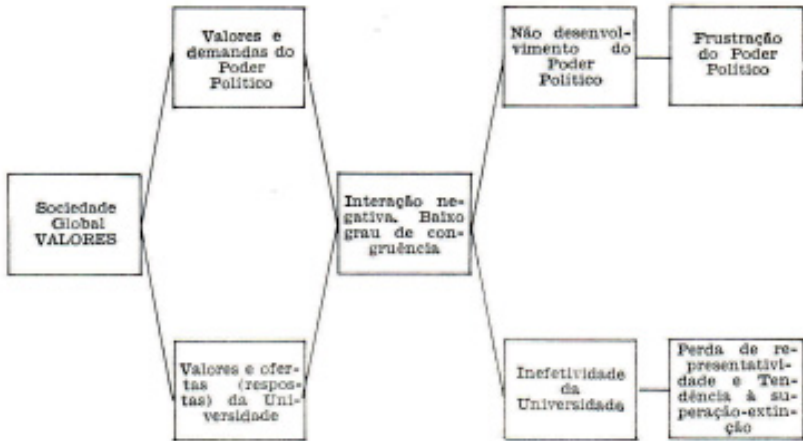 Valores e
demandas do
Poder
Político
Não desenvol-
vimento do
Poder
Político
Frustração
do Poder
Político
Sociedade
Global
VALORES
Interação ne-
gativa. Baixo
grau de con-
gruência
Valores e ofer-
tas (respos-
tas) da Uni-
versidade
Inefetividade
da
Universidade
Perda de re-
presentativi-
dade e Ten-
dência à su-
peração-extin-
ção